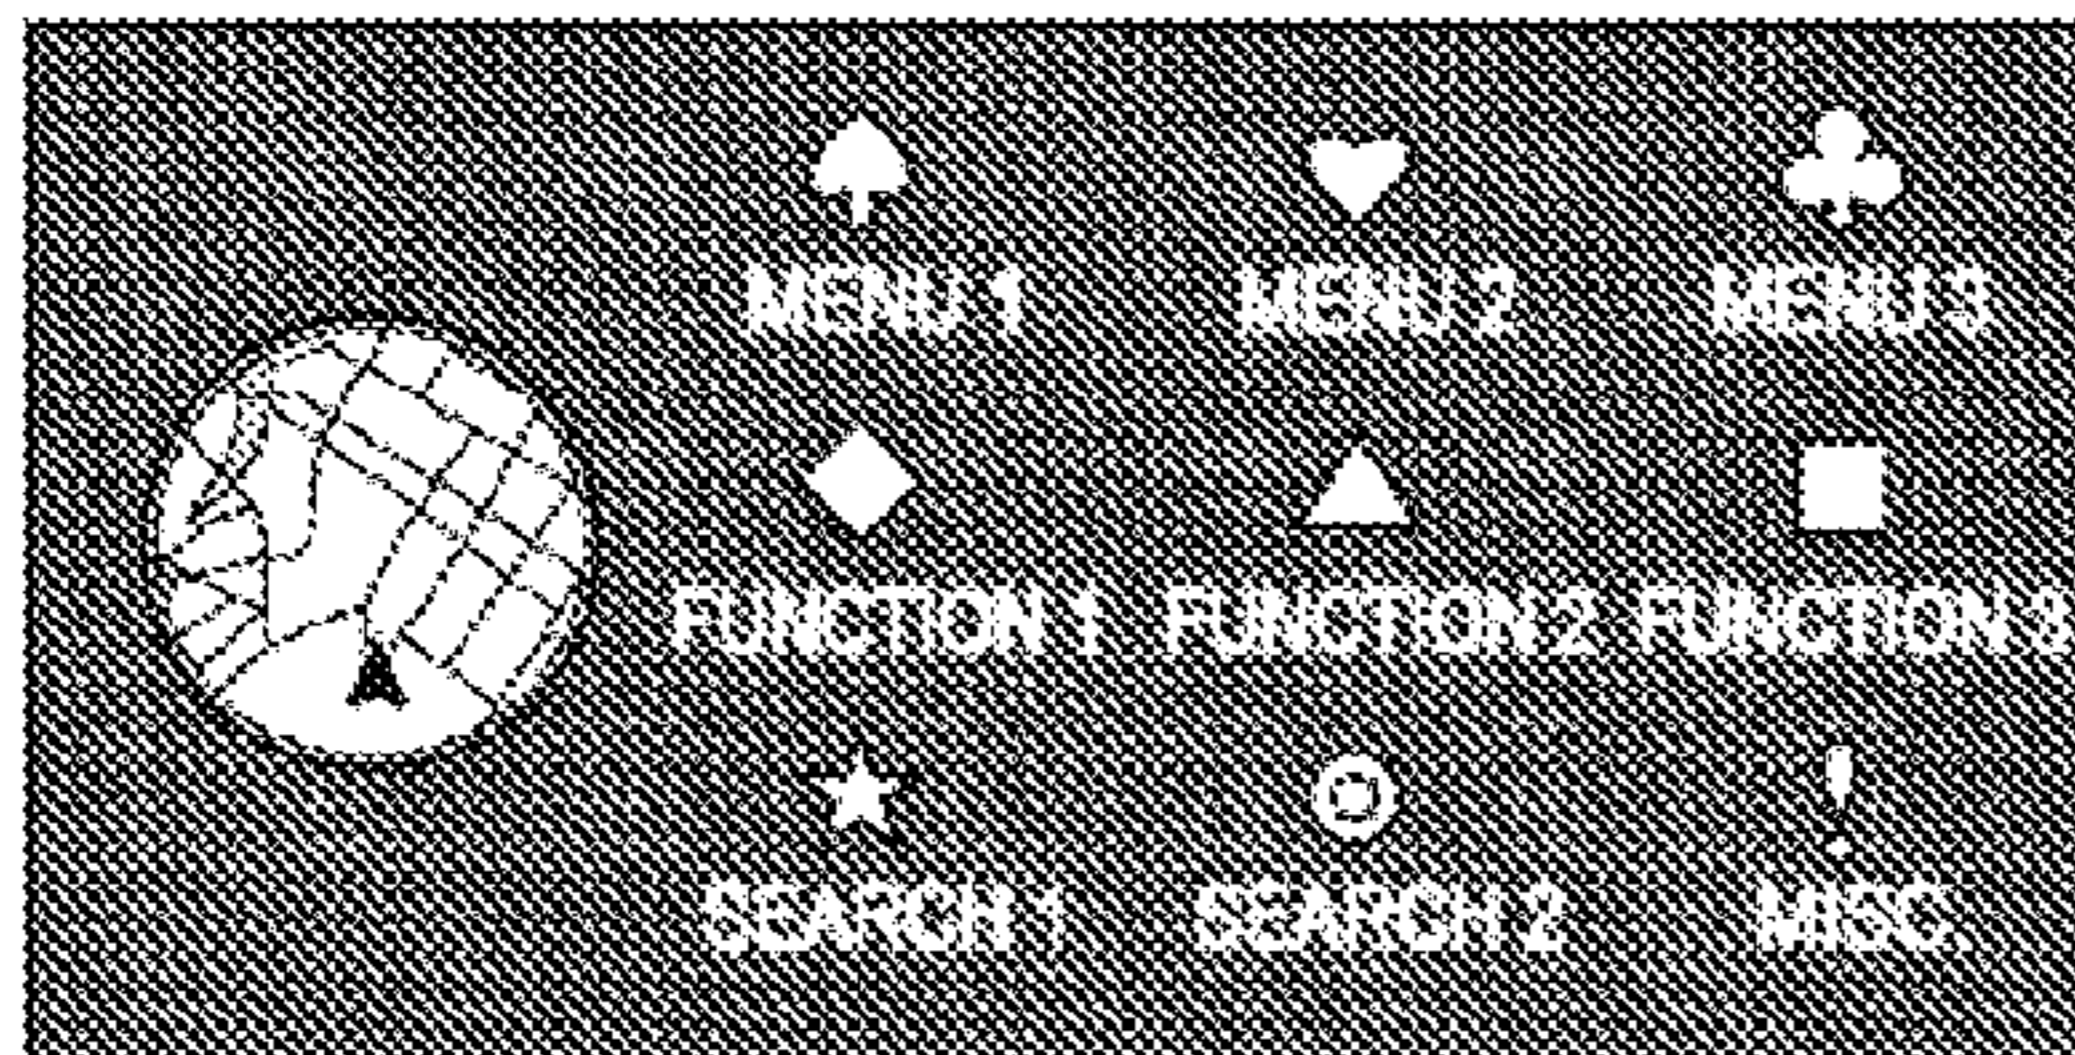 MENU 1 MENU 2 MENU 3
FUNCTION 1 FUNCTION 2 FUNCTION 3
SEARCH 1 SEARCH 2 MISC.